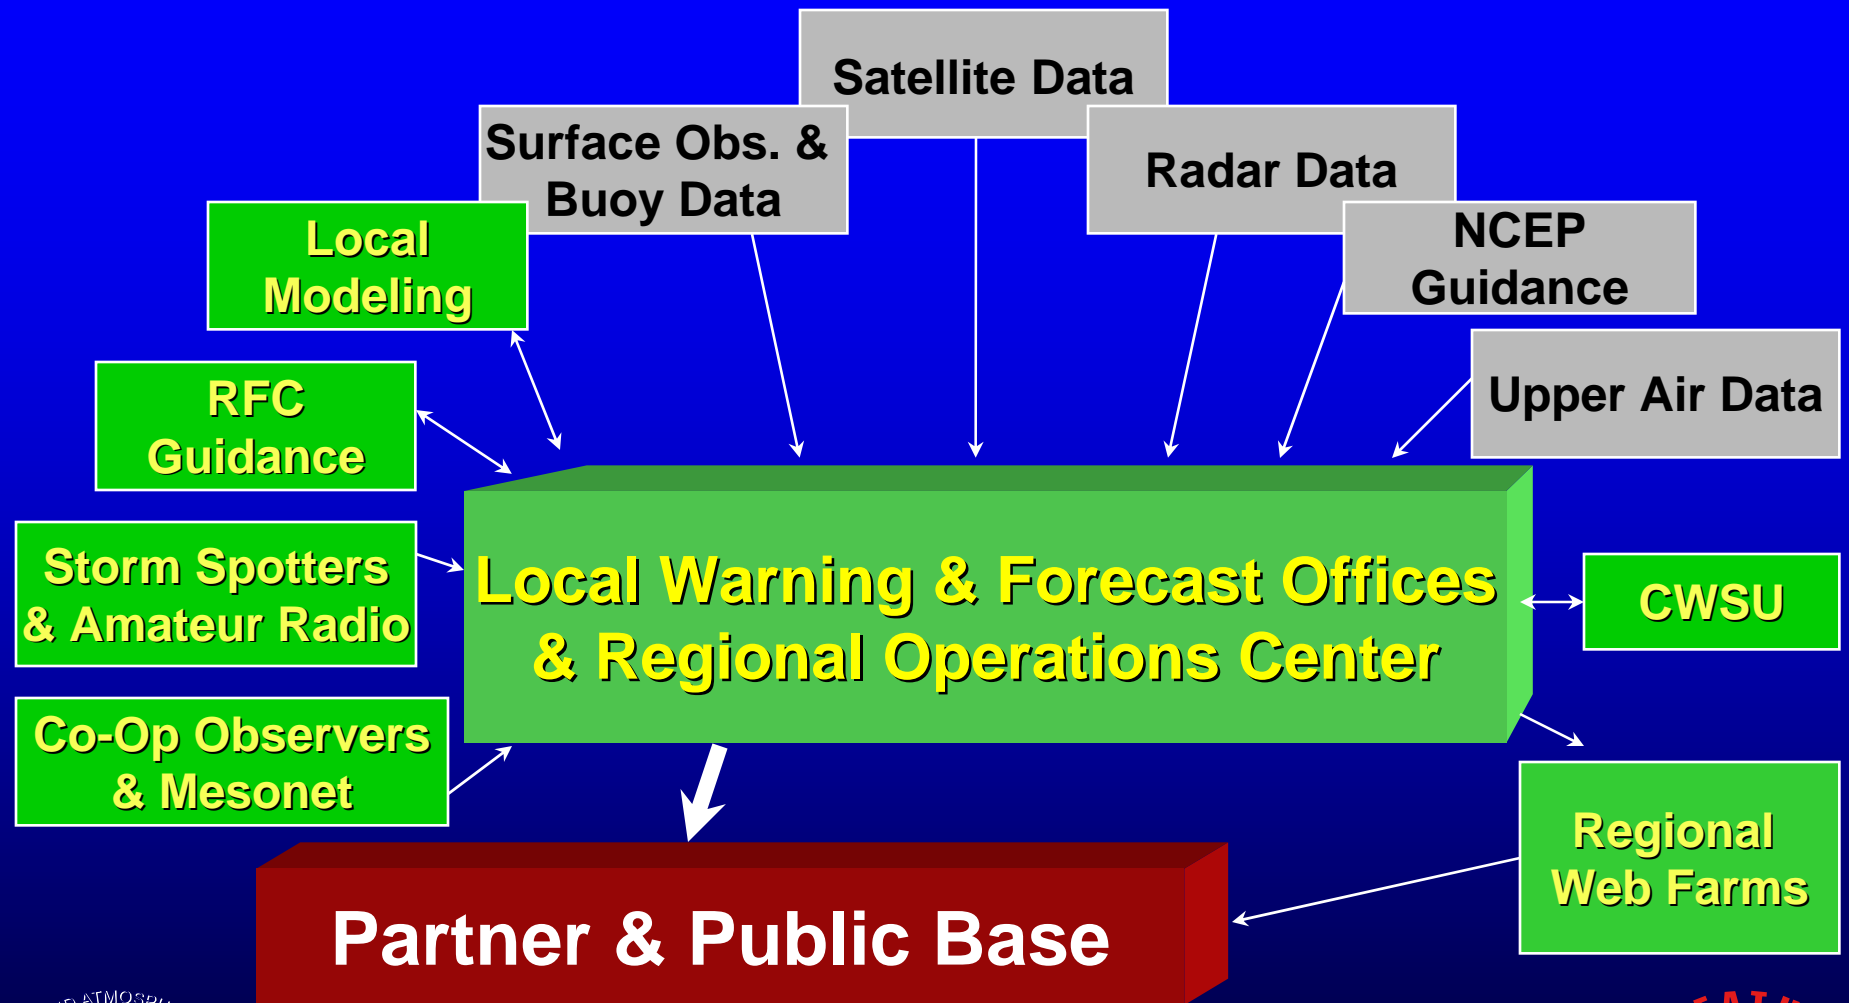 Satellite Data
Surface Obs. &
Buoy Data
Radar Data
Local
Modeling
NCEP
Guidance
RFC
Guidance
Upper Air Data
Storm Spotters
& Amateur Radio
Local Warning & Forecast Offices
& Regional Operations Center
CWSU
Co-Op Observers
& Mesonet
Regional
Web Farms
Partner & Public Base